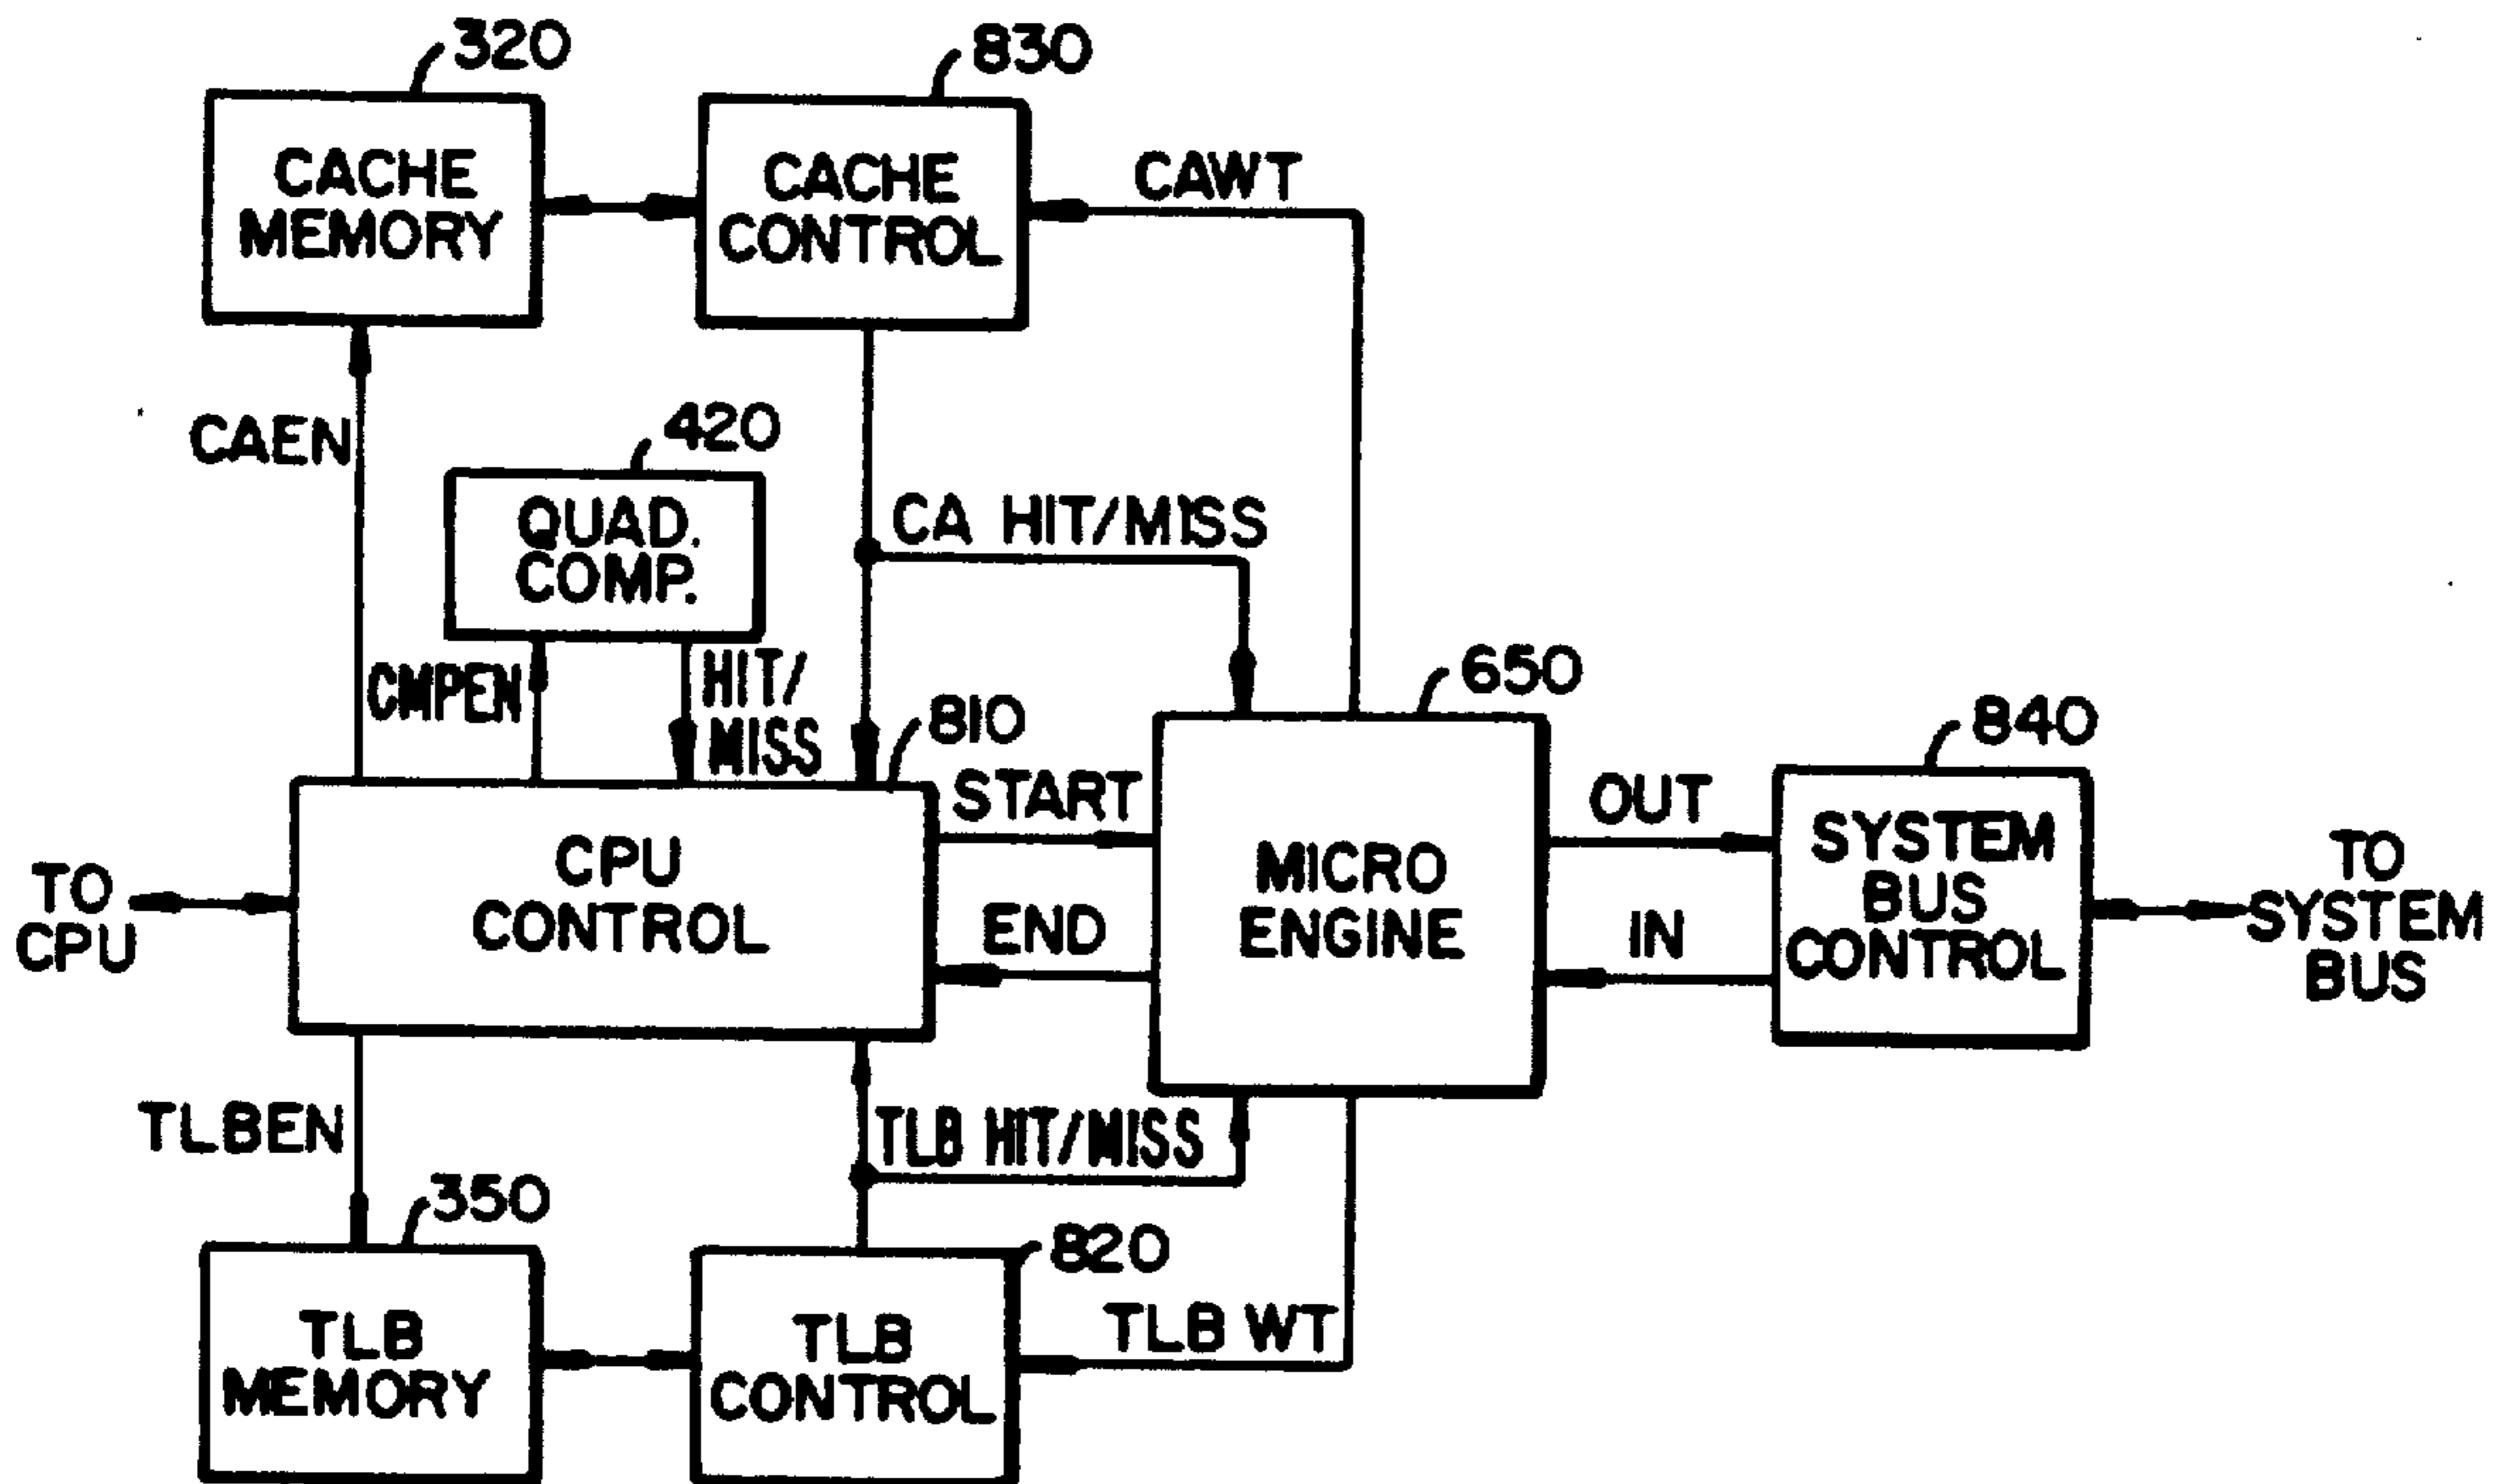 320
830
CACHE
MEMORY
CACHE
CONTROL
CAWT
CAEN
420
QUAD.
COMP.
CA HIT/MISS
CMPEN
HIT/
MISS
810
650
840
START
OUT
TO
CPU
CPU
CONTROL
END
MICRO
ENGINE
IN
SYSTEM
BUS
CONTROL
TO
SYSTEM
BUS
TLBEN
TLB HIT/MISS
350
820
TLB
MEMORY
TLB
CONTROL
TLB WT